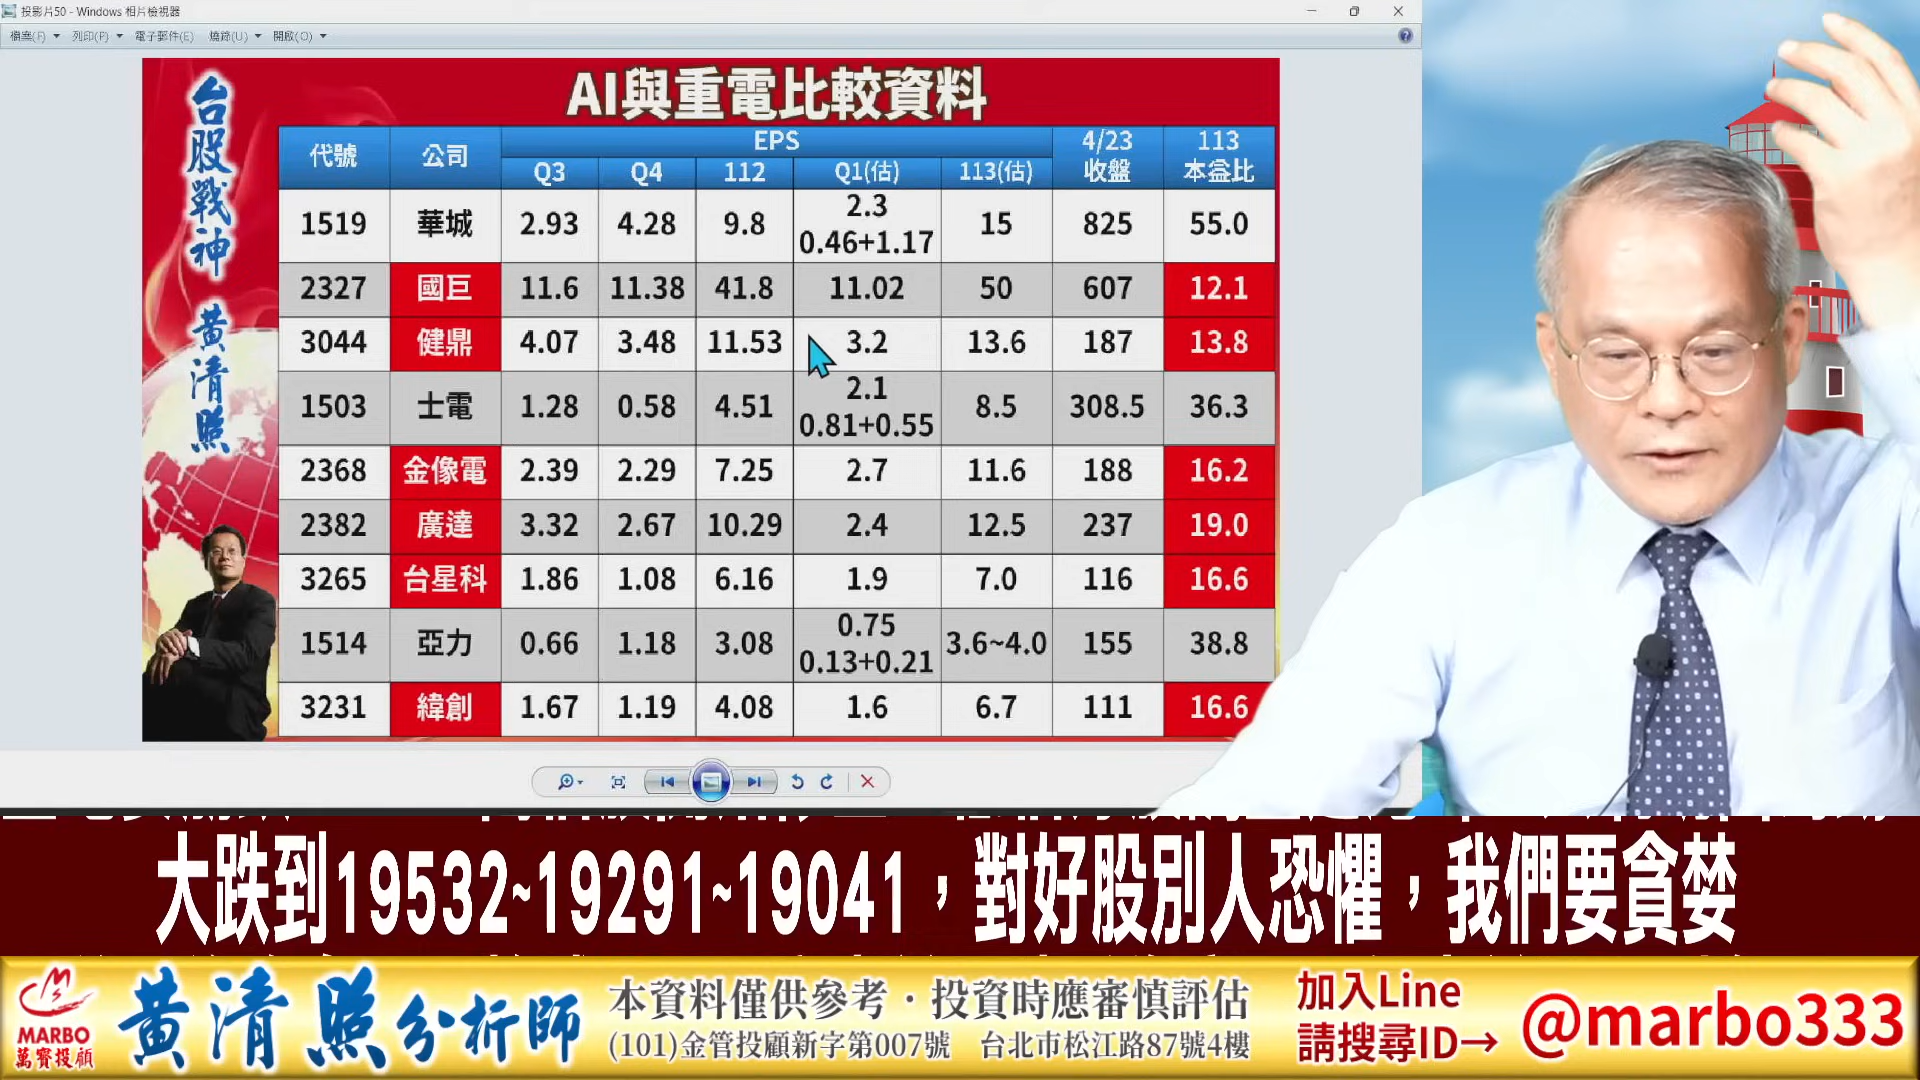 投影片50 - Windows 相片檢視器
檔案(F) 列印(P) 電子郵件(E) 燒錄(U) 開啟(O)
台股戰神 黃清照
AI與重電比較資料
代號 公司 EPS 4/23 收盤 113 本益比
Q3 Q4 112 Q1(估) 113(估)
1519 華城 2.93 4.28 9.8 2.3 0.46+1.17 15 825 55.0
2327 國巨 11.6 11.38 41.8 11.02 50 607 12.1
3044 健鼎 4.07 3.48 11.53 3.2 13.6 187 13.8
1503 士電 1.28 0.58 4.51 2.1 0.81+0.55 8.5 308.5 36.3
2368 金像電 2.39 2.29 7.25 2.7 11.6 188 16.2
2382 廣達 3.32 2.67 10.29 2.4 12.5 237 19.0
3265 台星科 1.86 1.08 6.16 1.9 7.0 116 16.6
1514 亞力 0.66 1.18 3.08 0.75 0.13+0.21 3.6~4.0 155 38.8
3231 緯創 1.67 1.19 4.08 1.6 6.7 111 16.6
大跌到19532~19291~19041，對好股別人恐懼，我們要貪婪
MARBO
萬寶投顧
黃清照分析師
本資料僅供參考・投資時應審慎評估
(101)金管投顧新字第007號 台北市松江路87號4樓
加入Line
請搜尋ID→
@marbo333